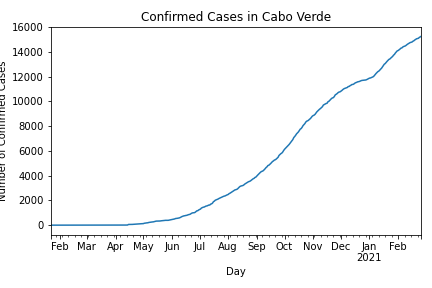 Confirmed Cases in Cabo Verde
16000
14000
12000
10000
8000
6000
4000
2000
0
Number of Confirmed Cases
Feb Mar Apr May Jun Jul Aug Sep Oct Nov Dec Jan Feb
2021
Day